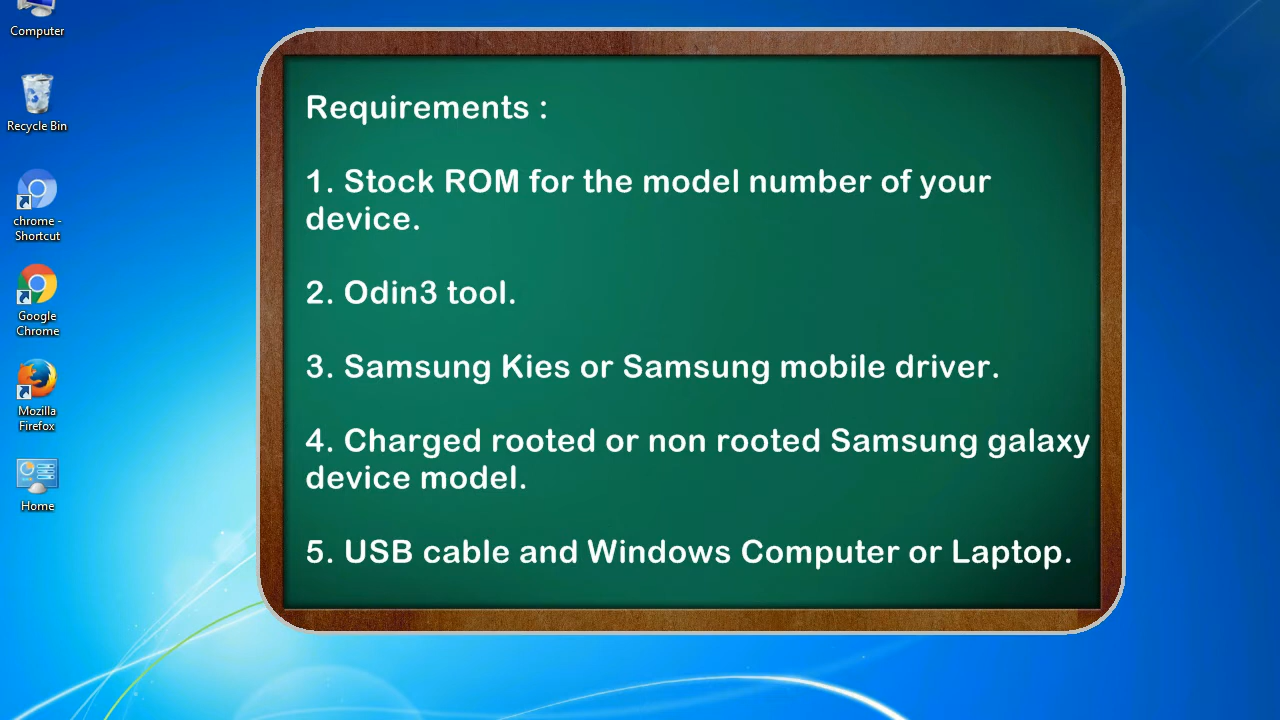 Computer
Recycle Bin
chrome -
Shortcut
Google
Chrome
Mozilla
Firefox
Home
Requirements :
1. Stock ROM for the model number of your
device.
2. Odin3 tool.
3. Samsung Kies or Samsung mobile driver.
4. Charged rooted or non rooted Samsung galaxy
device model.
5. USB cable and Windows Computer or Laptop.